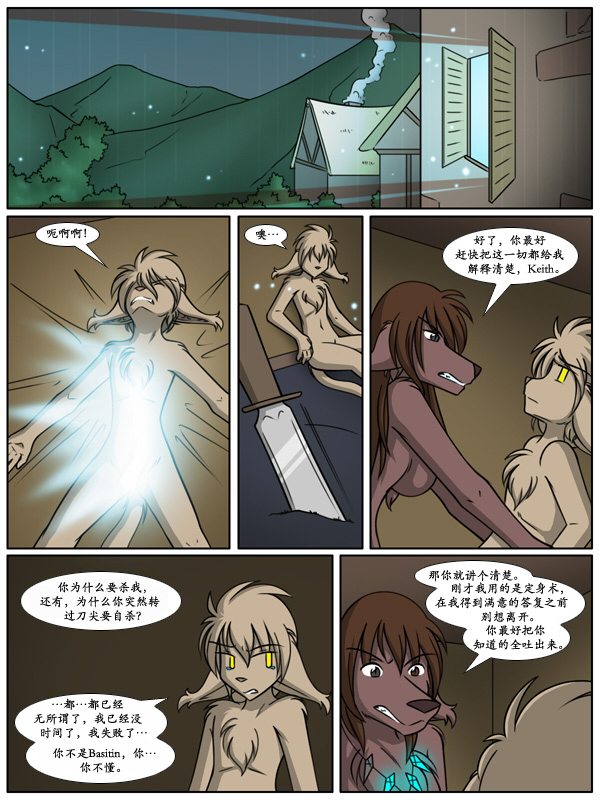 呃啊啊！
噢…
好了，你最好
赶快把这一切都给我
解释清楚，Keith。
你为什么要杀我，
还有，为什么你突然转
过刀尖要自杀？
…都…都已经
无所谓了，我已经没
时间了，我失败了…
你不是Basitin，你…
你不懂。
那你就讲个清楚。
刚才我用的是定身术，
在我得到满意的答复之前
别想离开。
你最好把你
知道的全吐出来。